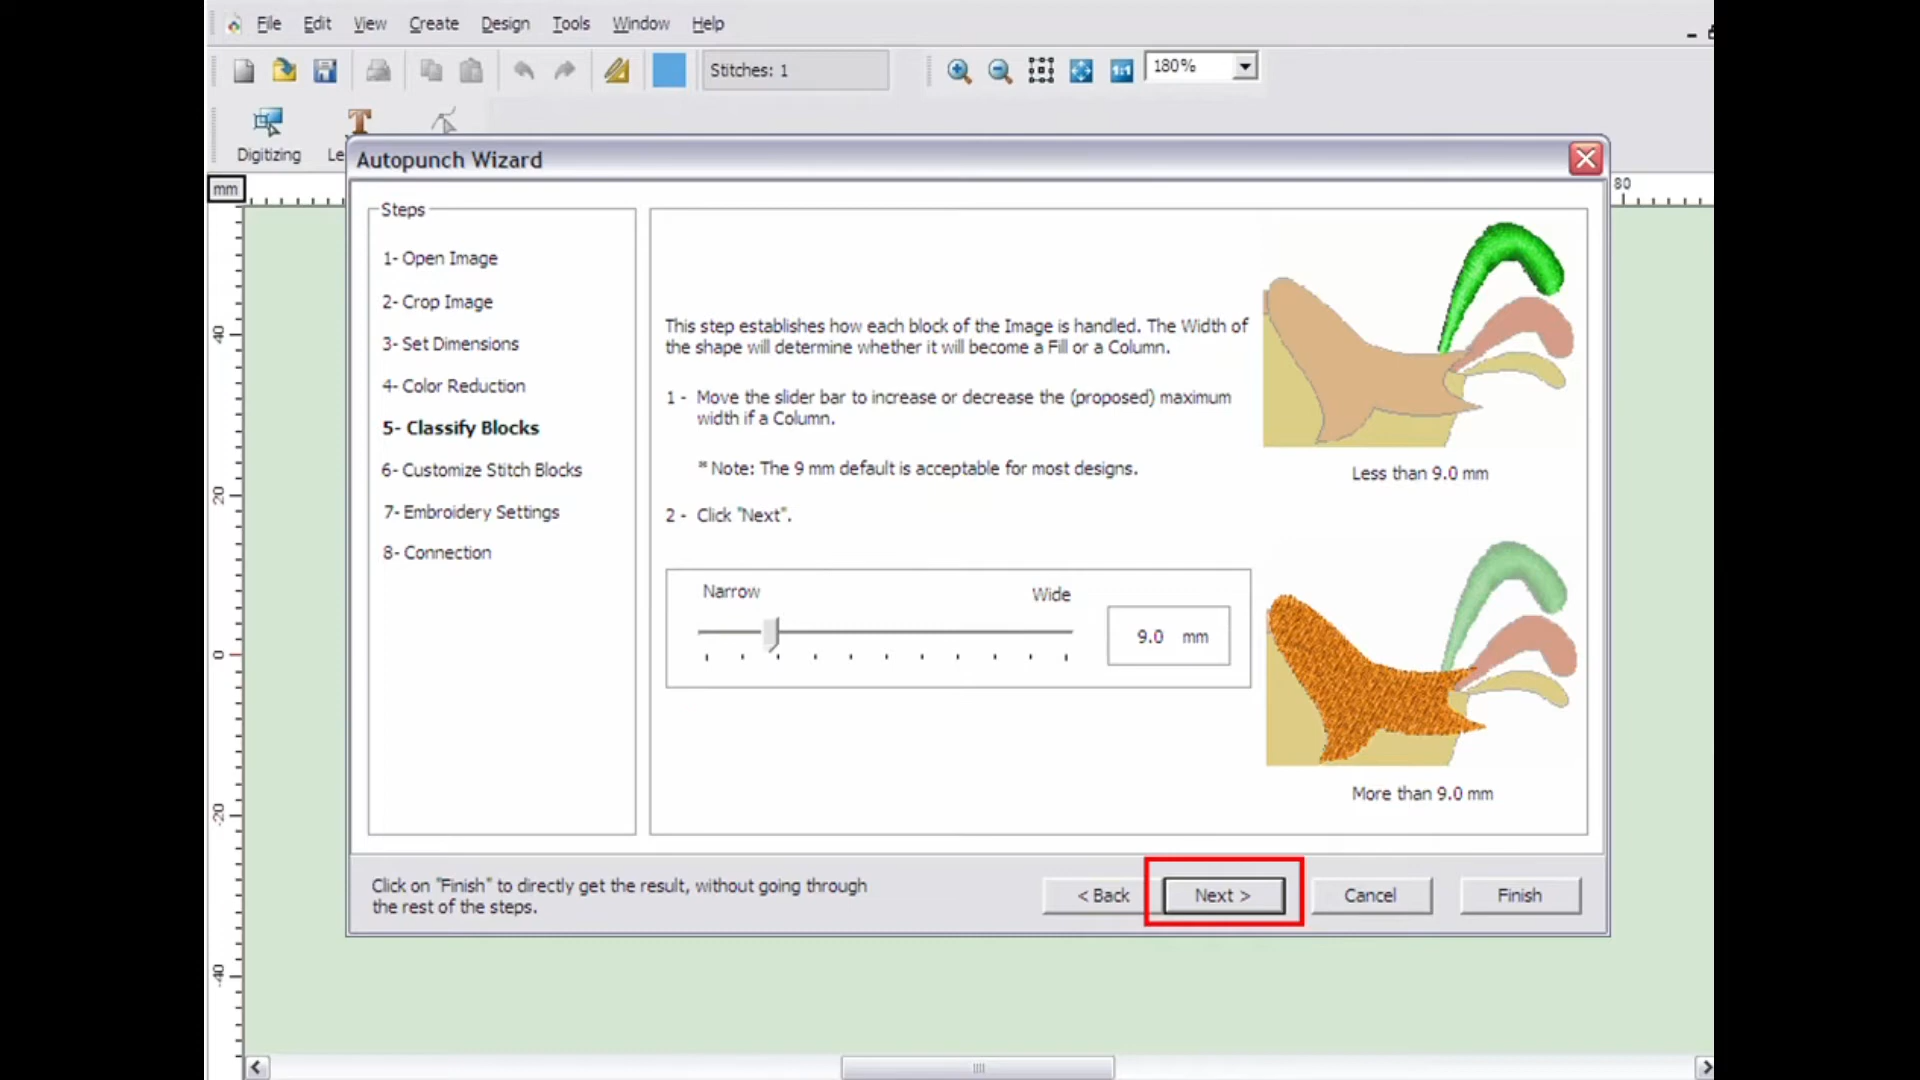 File Edit View Create Design Tools Window Help
Stitches: 1
180%
Digitizing Le
Autopunch Wizard
mm
80
Steps
1- Open Image
2- Crop Image
3- Set Dimensions
4- Color Reduction
5- Classify Blocks
6- Customize Stitch Blocks
7- Embroidery Settings
8- Connection
This step establishes how each block of the Image is handled. The Width of
the shape will determine whether it will become a Fill or a Column.
1 - Move the slider bar to increase or decrease the (proposed) maximum
width if a Column.
* Note: The 9 mm default is acceptable for most designs.
2 - Click "Next".
Narrow Wide
9.0 mm
Less than 9.0 mm
More than 9.0 mm
40
20
0
-20
-40
Click on "Finish" to directly get the result, without going through
the rest of the steps.
< Back Next > Cancel Finish